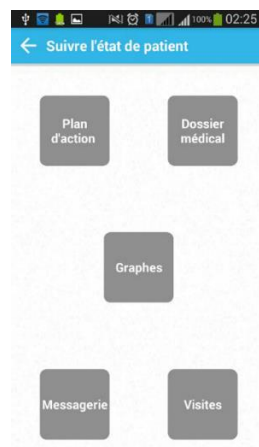 100% 02:25
Suivre l'état de patient
Plan
d'action
Dossier
médical
Graphes
Messagerie
Visites